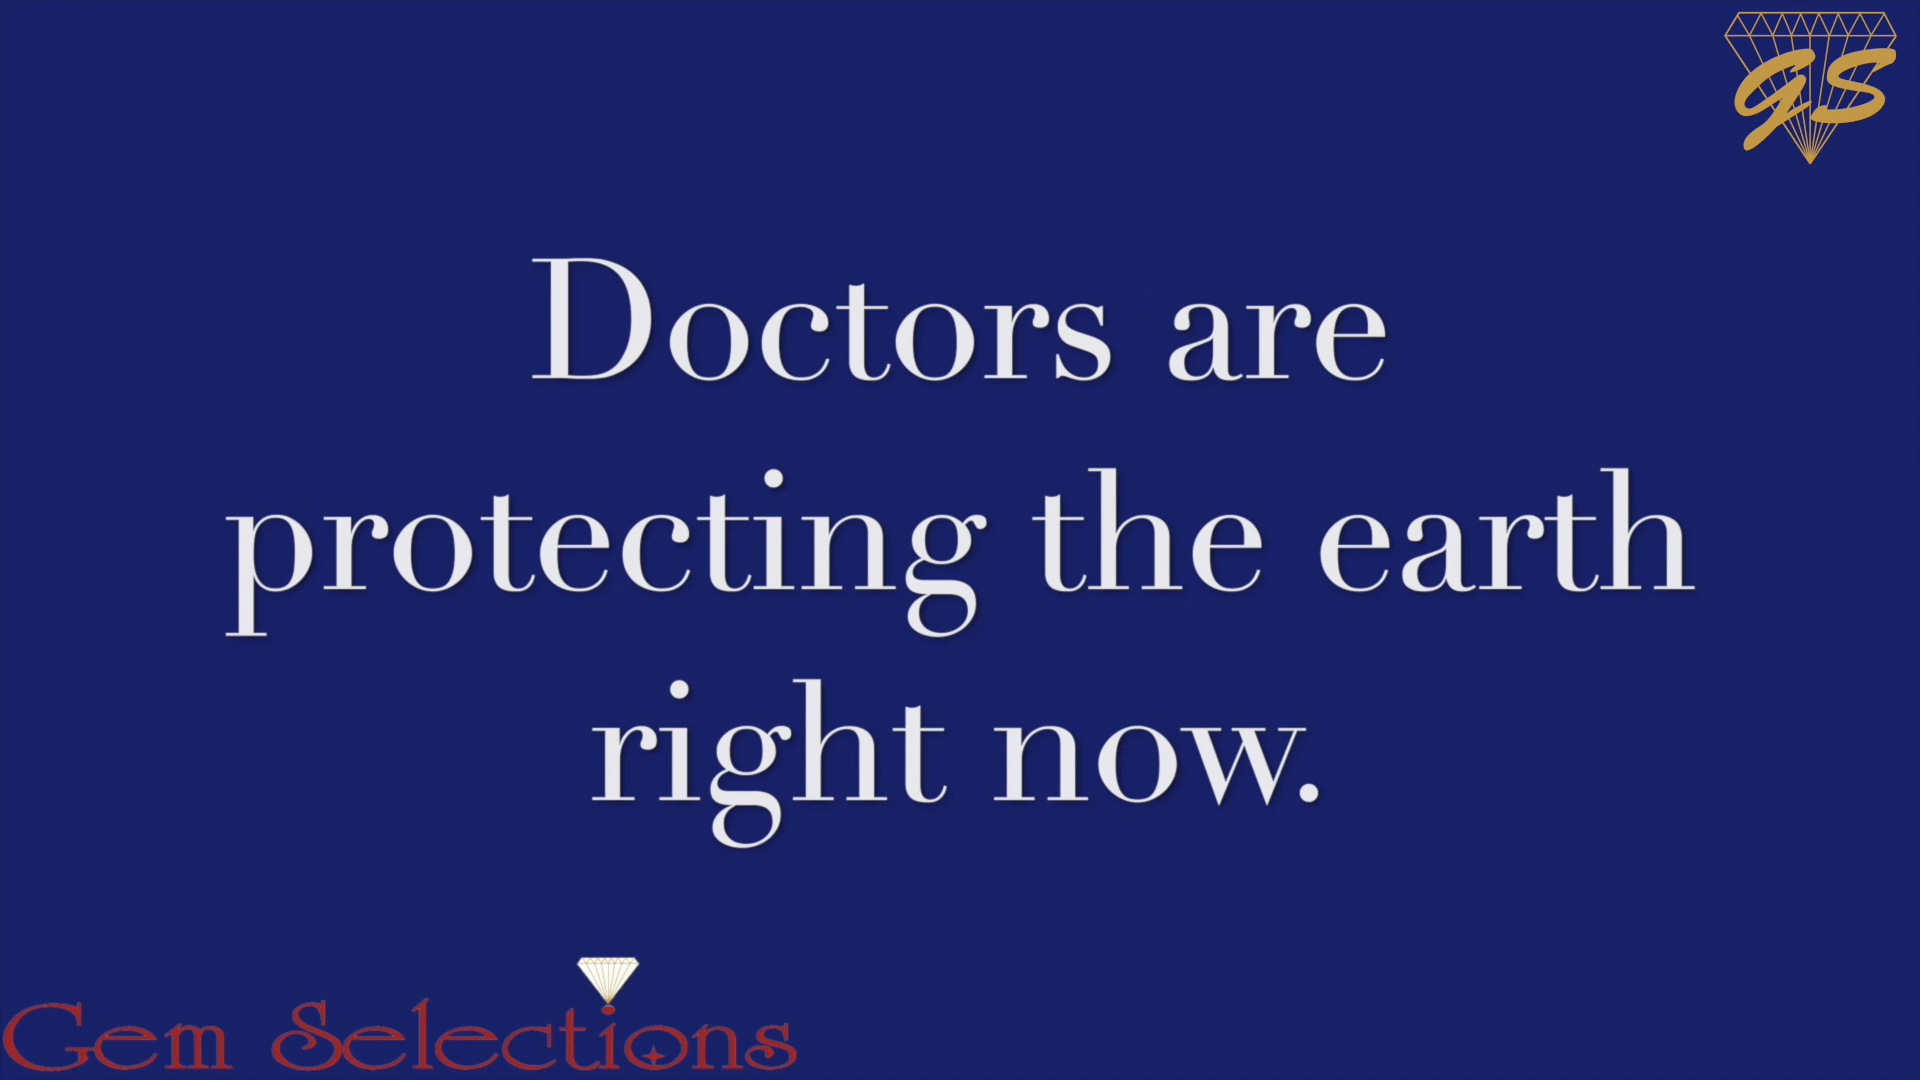 GS
Doctors are
protecting the earth
right now.
Gem Selections